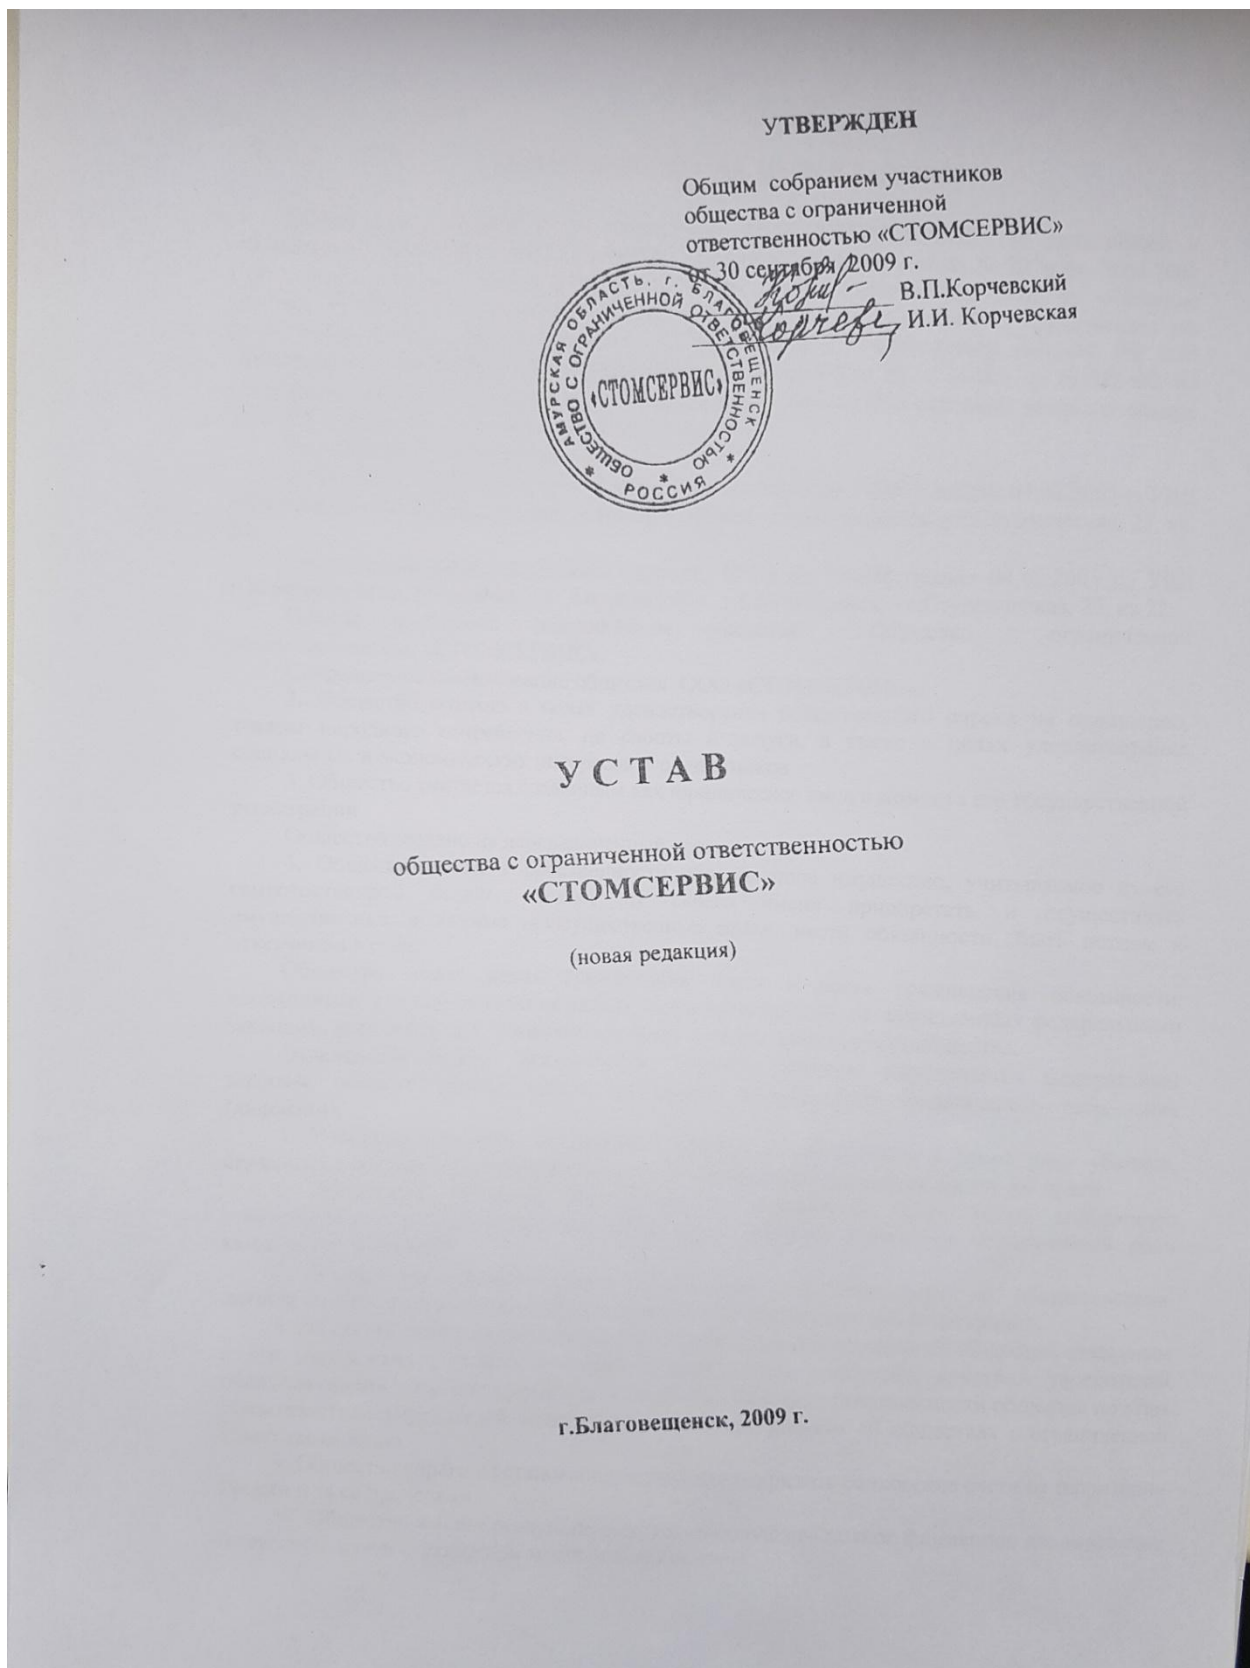 УТВЕРЖДЕН
Общим собранием участников
общества с ограниченной
ответственностью «СТОМСЕРВИС»
от 30 сентября 2009 г.
В.П.Корчевский
И.И. Корчевская
АМУРСКАЯ ОБЛАСТЬ, г. БЛАГОВЕЩЕНСК
ОБЩЕСТВО С ОГРАНИЧЕННОЙ ОТВЕТСТВЕННОСТЬЮ
«СТОМСЕРВИС»
* РОССИЯ *
У С Т А В
общества с ограниченной ответственностью
«СТОМСЕРВИС»
(новая редакция)
г.Благовещенск, 2009 г.